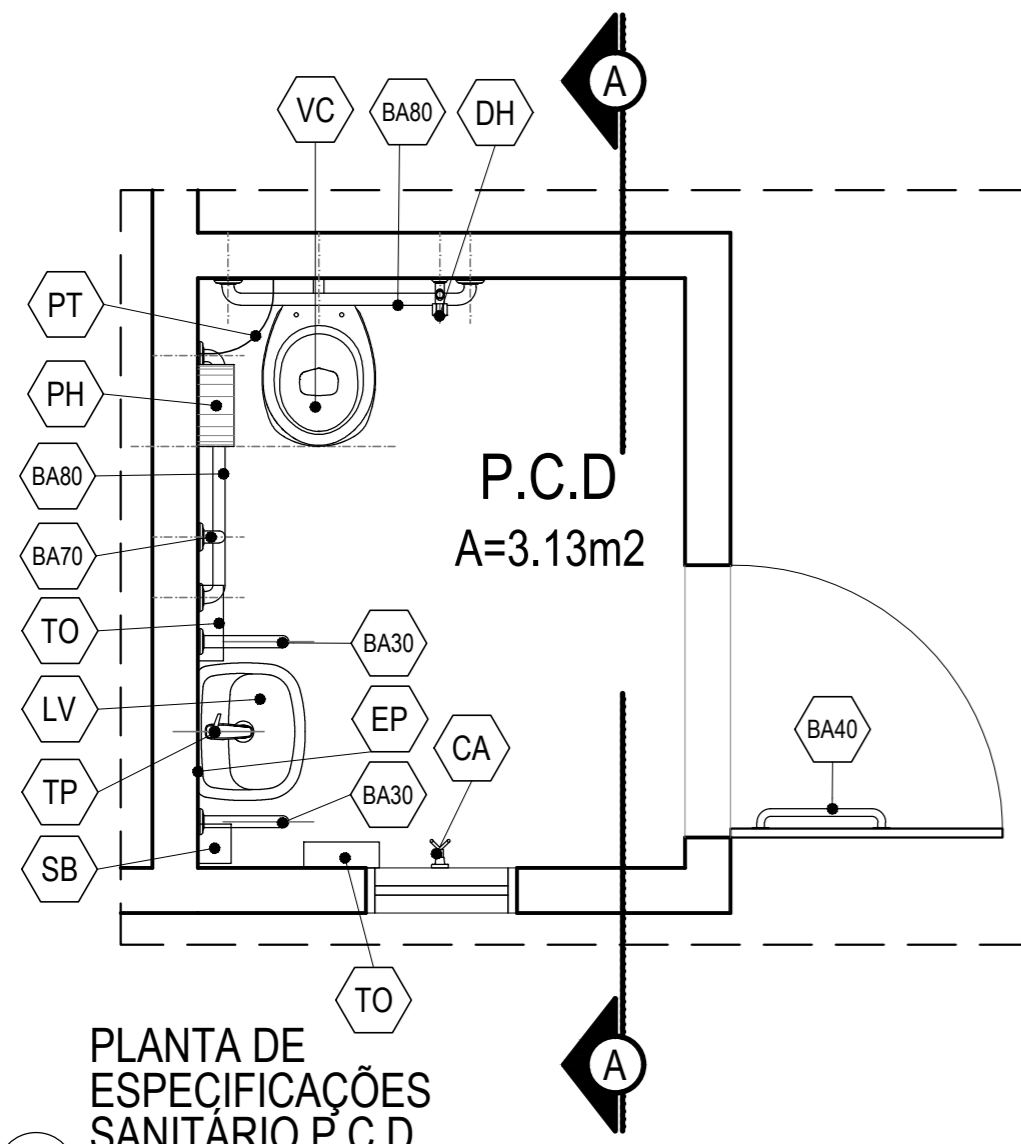 A
VC
BA80
DH
PT
PH
BA80
P.C.D
A=3.13m2
BA70
TO
BA30
LV
EP
CA
BA40
TP
BA30
SB
TO
A
PLANTA DE
ESPECIFICAÇÕES
SANITÁRIO P.C.D